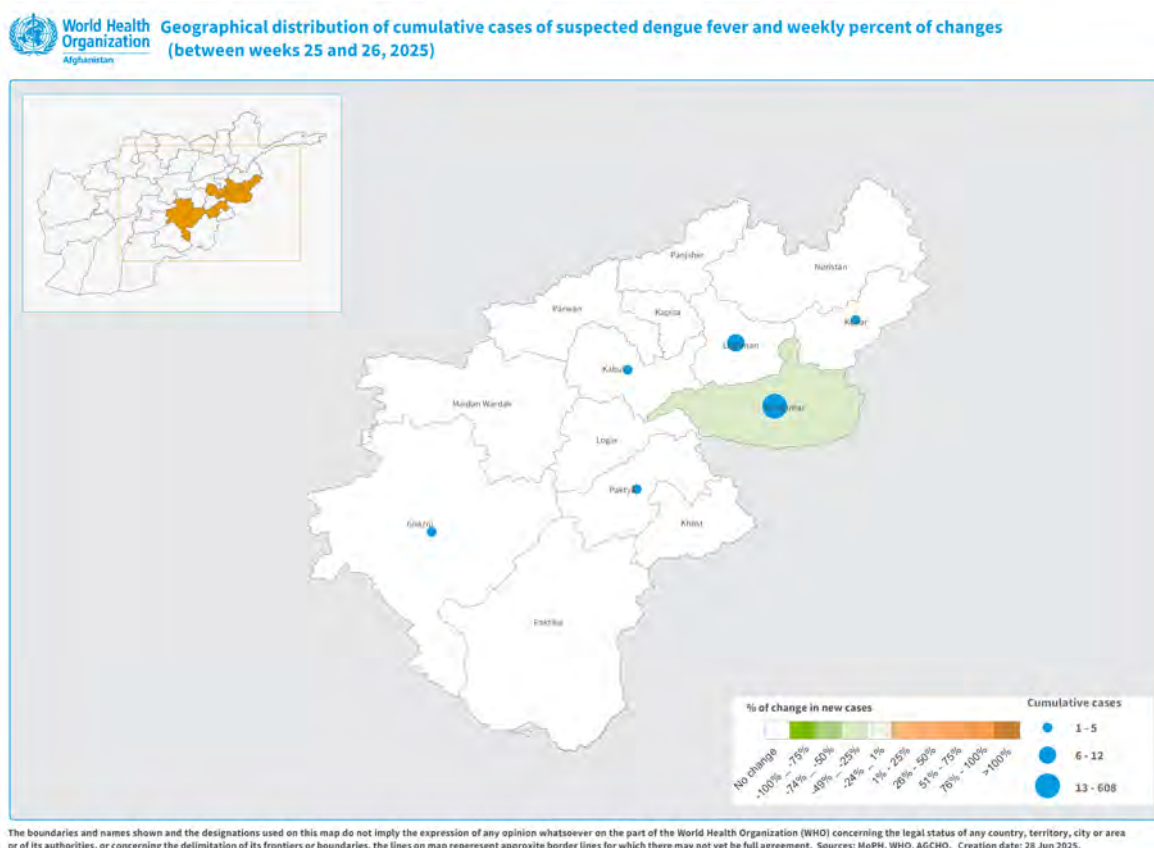 World Health
Organization
Afghanistan
Geographical distribution of cumulative cases of suspected dengue fever and weekly percent of changes
(between weeks 25 and 26, 2025)
Panjsher
Noristan
Parwan
Kapisa
Kabul
Maidan Wardak
Logar
Paktya
Khost
Ghazni
Paktika
% of change in new cases
No change
-100% – -75%
-74% – -50%
-49% – -25%
-24% – 1%
1% - 25%
26% - 50%
51% - 75%
76% - 100%
>100%
Cumulative cases
1 - 5
6 - 12
13 - 608
The boundaries and names shown and the designations used on this map do not imply the expression of any opinion whatsoever on the part of the World Health Organization (WHO) concerning the legal status of any country, territory, city or area
or of its authorities, or concerning the delimitation of its frontiers or boundaries, the lines on map reperesent approxite border lines for which there may not yet be full agreement. Sources: MoPH, WHO, AGCHO, Creation date: 28 Jun 2025.